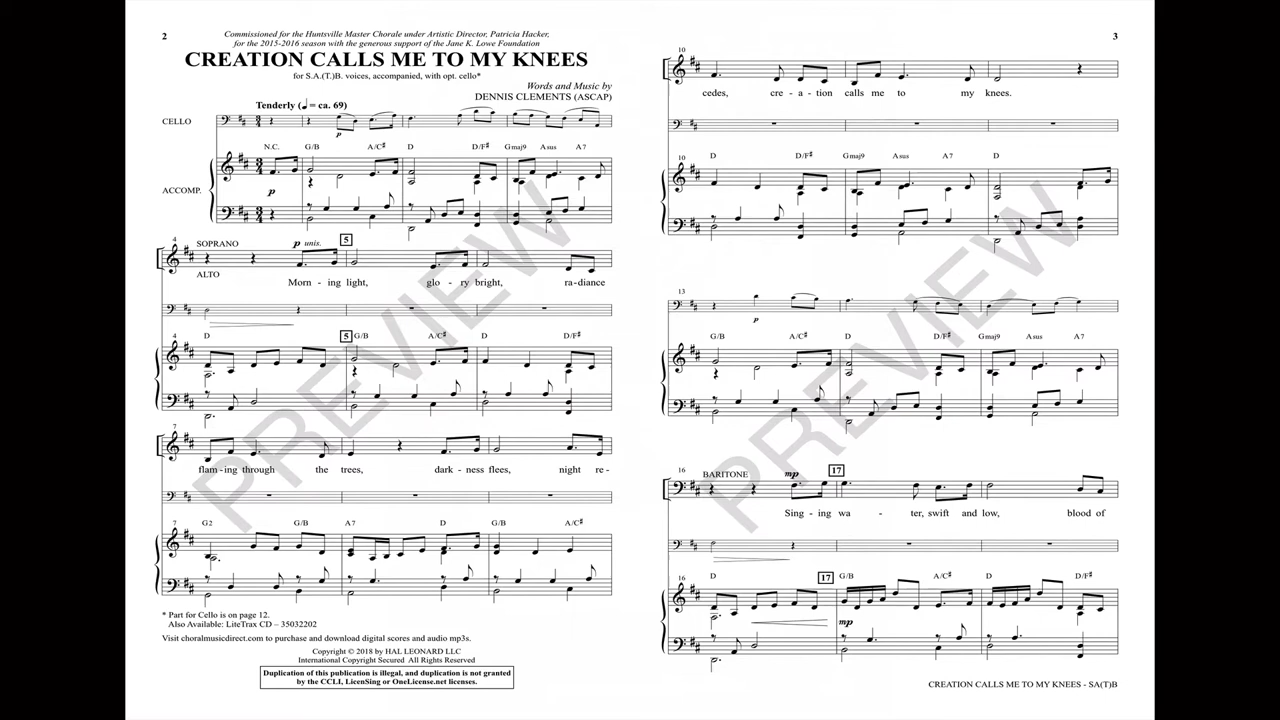 2
Commissioned for the Huntsville Master Chorale under Artistic Director, Patricia Hacker,
for the 2015-2016 season with the generous support of the Jane K. Lowe Foundation
CREATION CALLS ME TO MY KNEES
for S.A.(T.)B. voices, accompanied, with opt. cello*
Words and Music by
DENNIS CLEMENTS (ASCAP)
Tenderly (♩ = ca. 69)
CELLO
p
N.C. G/B A/C♯ D D/F♯ Gmaj9 Asus A7
ACCOMP.
p
4 SOPRANO p unis. 5
ALTO
Morn - ing light, glo - ry bright, ra-diance
4 D 5 G/B A/C♯ D D/F♯
7
flam - ing through the trees, dark - ness flees, night re-
7 G2 G/B A7 D G/B A/C♯
* Part for Cello is on page 12.
Also Available: LiteTrax CD – 35032202
Visit choralmusicdirect.com to purchase and download digital scores and audio mp3s.
Copyright © 2018 by HAL LEONARD LLC
International Copyright Secured All Rights Reserved
Duplication of this publication is illegal, and duplication is not granted
by the CCLI, LicenSing or OneLicense.net licenses.
PREVIEW
3
10
cedes, cre - a - tion calls me to my knees.
10 D D/F♯ Gmaj9 Asus A7 D
13
p
G/B A/C♯ D D/F♯ Gmaj9 Asus A7
16 BARITONE mp 17
Sing - ing wa - ter, swift and low, blood of
16 D 17 G/B A/C♯ D D/F♯
mp
CREATION CALLS ME TO MY KNEES - SA(T)B
PREVIEW